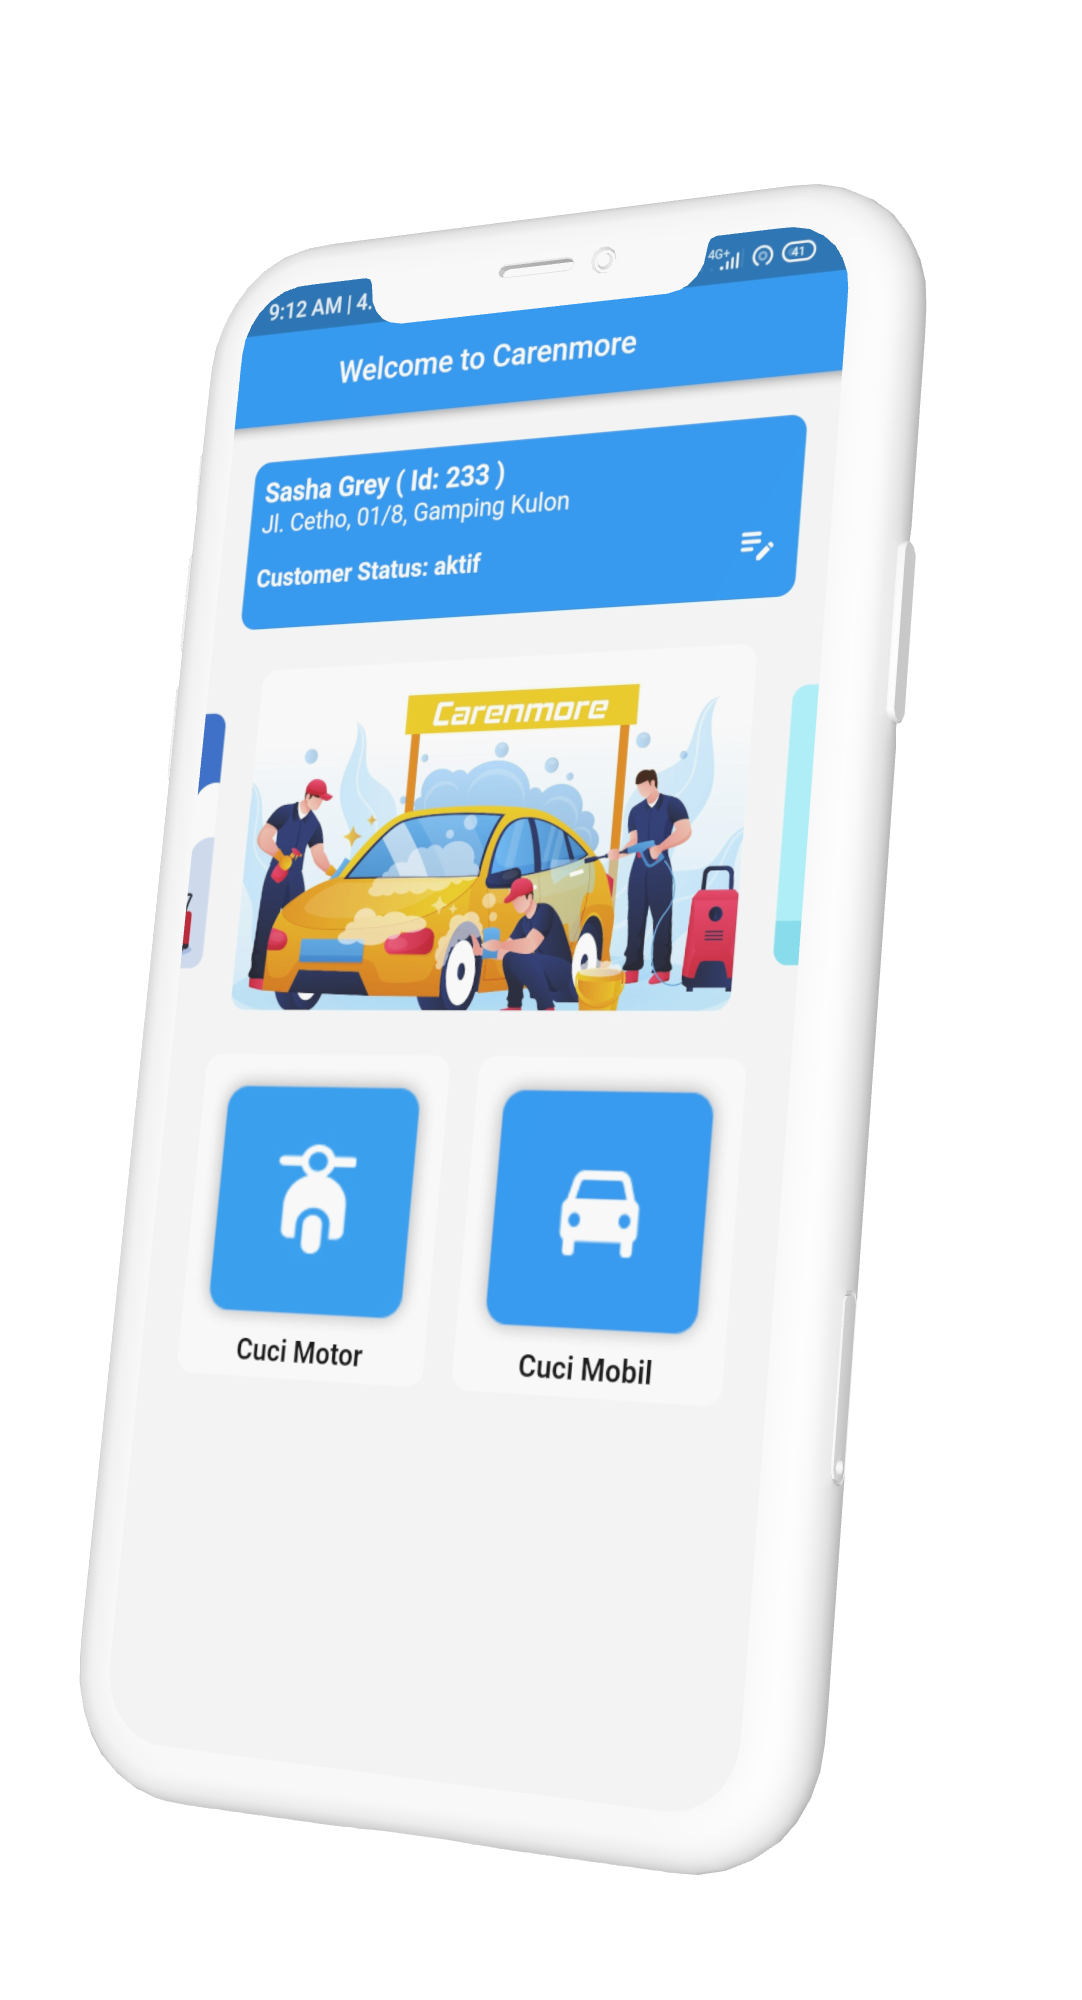 9:12 AM | 4.
4G+
41
Welcome to Carenmore
Sasha Grey ( Id: 233 )
Jl. Cetho, 01/8, Gamping Kulon
Customer Status: aktif
Carenmore
Cuci Motor
Cuci Mobil